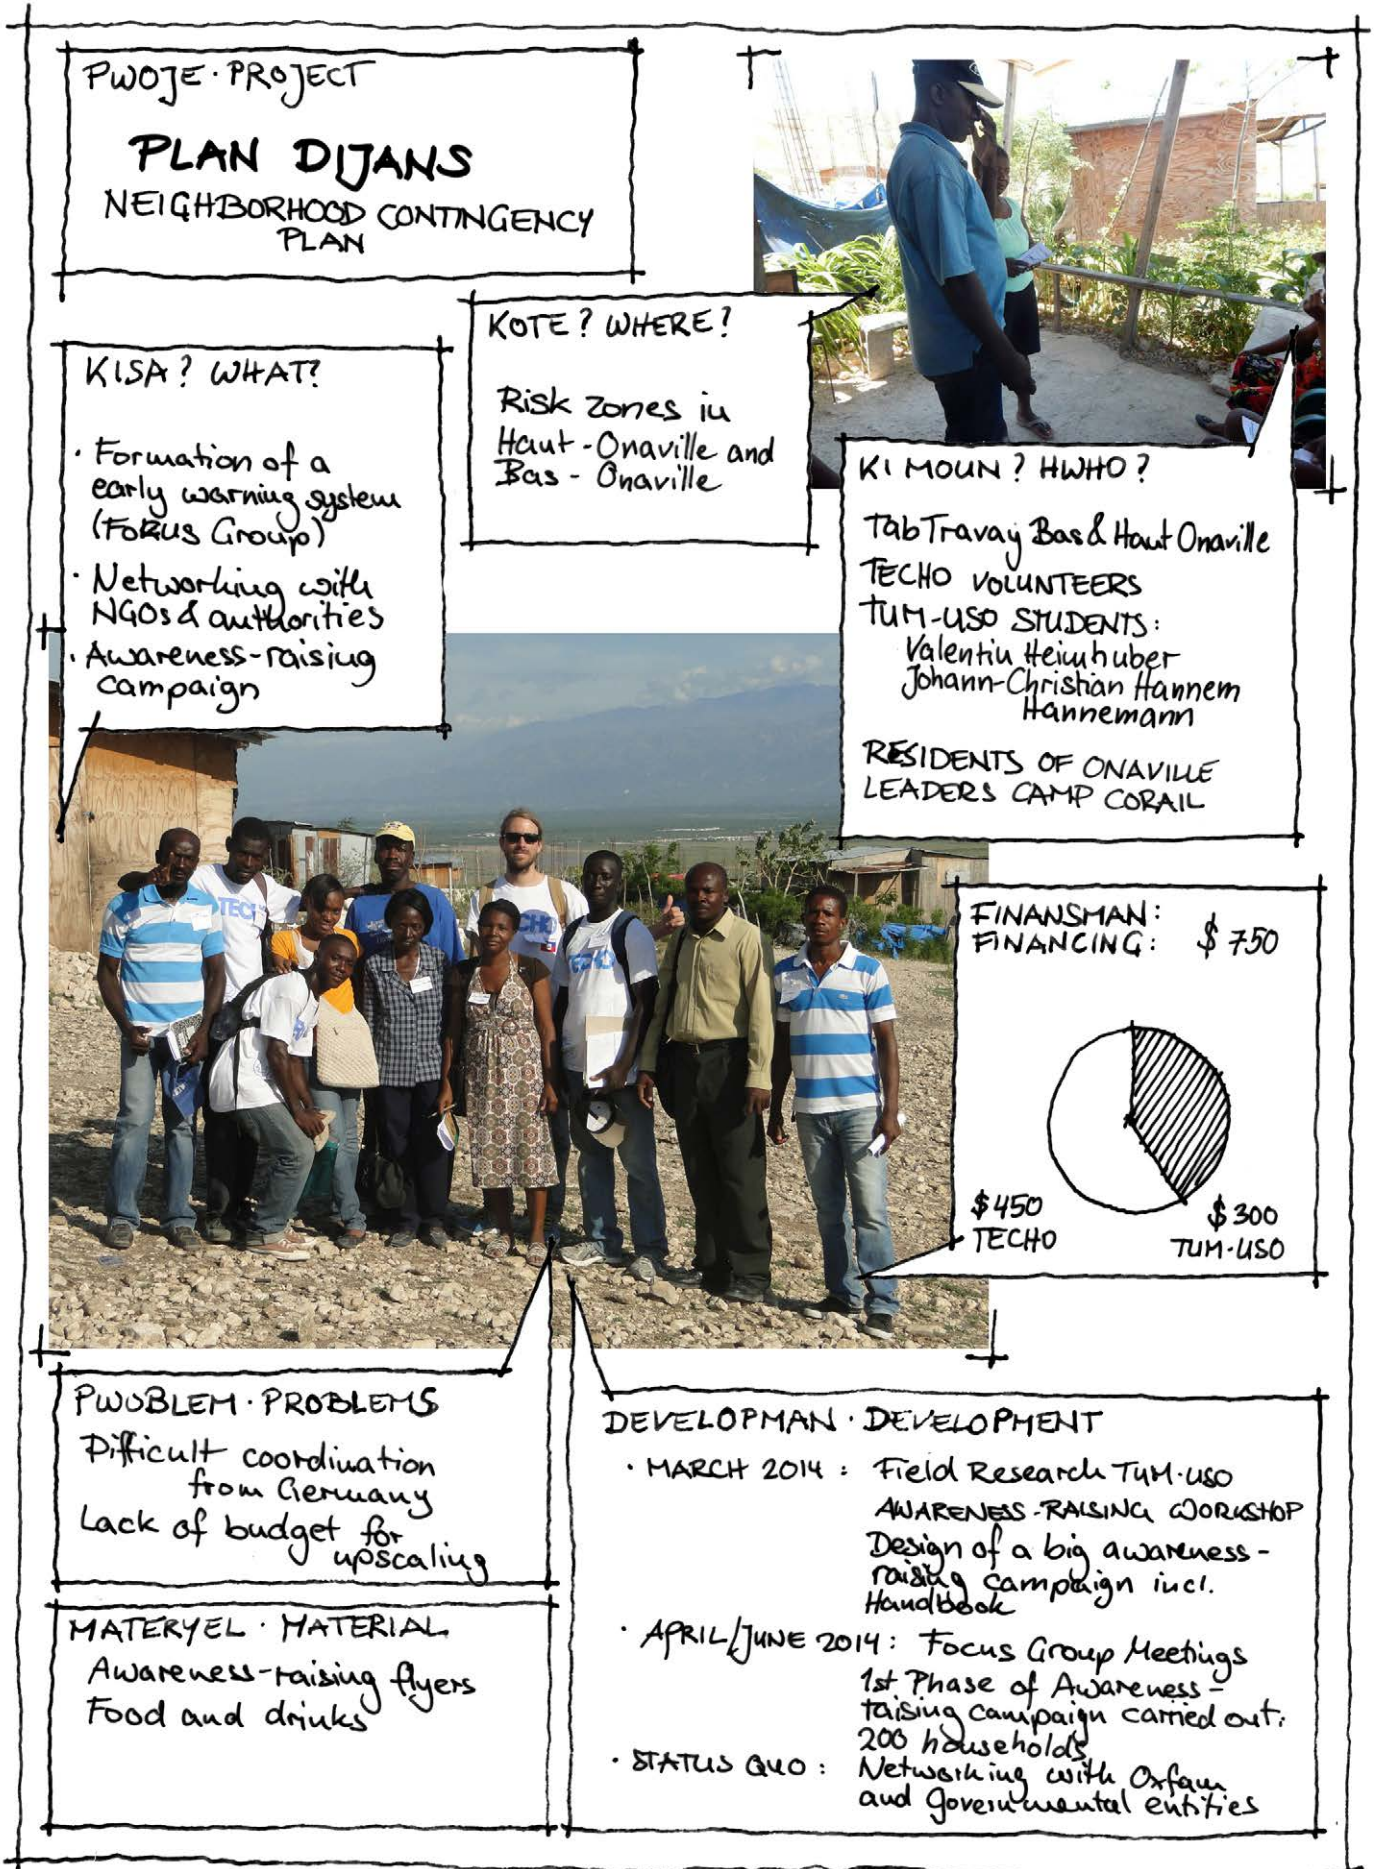 PWOJE · PROJECT
PLAN DIJANS
NEIGHBORHOOD CONTINGENCY
PLAN
KOTE? WHERE?
Risk zones in
Haut-Onaville and
Bas-Onaville
KISA? WHAT?
· Formation of a
early warning system
(FOKUS Group)
· Networking with
NGOs & authorities
· Awareness-raising
campaign
KI MOUN? HWHO?
Tab Travay Bas & Haut Onaville
TECHO VOLUNTEERS
TUM-USO STUDENTS:
Valentin Heimhuber
Johann-Christian Hannem
Hannemann
RESIDENTS OF ONAVILLE
LEADERS CAMP CORAIL
FINANSMAN:
FINANCING: $ 750
$ 450
TECHO
$ 300
TUM-USO
PWOBLEM · PROBLEMS
Difficult coordination
from Germany
Lack of budget for
upscaling
MATERYEL · MATERIAL
Awareness-raising flyers
Food and drinks
DEVELOPMAN · DEVELOPMENT
· MARCH 2014 : Field Research TUM-USO
AWARENESS-RAISING WORKSHOP
Design of a big awareness-
raising campaign incl.
Handbook
· APRIL/JUNE 2014: Focus Group Meetings
1st Phase of Awareness-
raising campaign carried out:
200 households
· STATUS QUO : Networking with Oxfam
and governmental entities